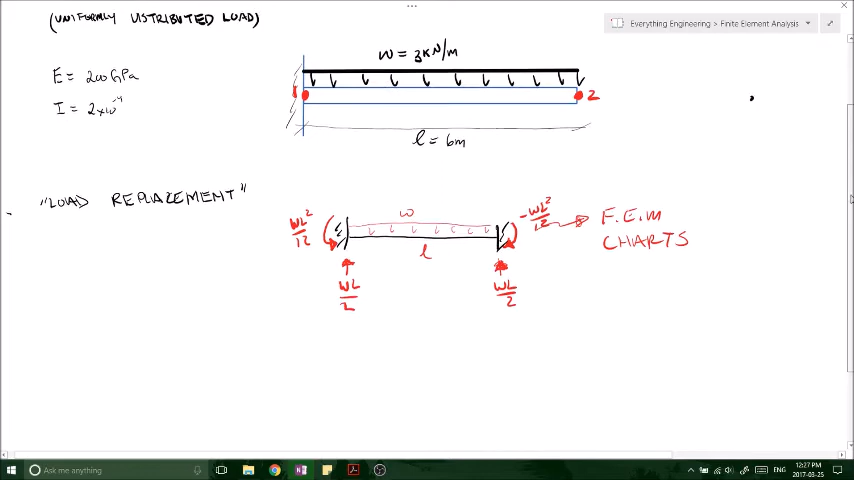 (UNIFORMLY DISTRIBUTED LOAD)
Everything Engineering > Finite Element Analysis
w = 3KN/m
E = 200GPa
1
2
I = 2x10⁻⁴
l = 6m
"LOAD REPLACEMENT"
WL²/12
w
-WL²/12
F.E.M
CHARTS
l
WL/2
WL/2
Ask me anything
ENG
12:27 PM
2017-03-25